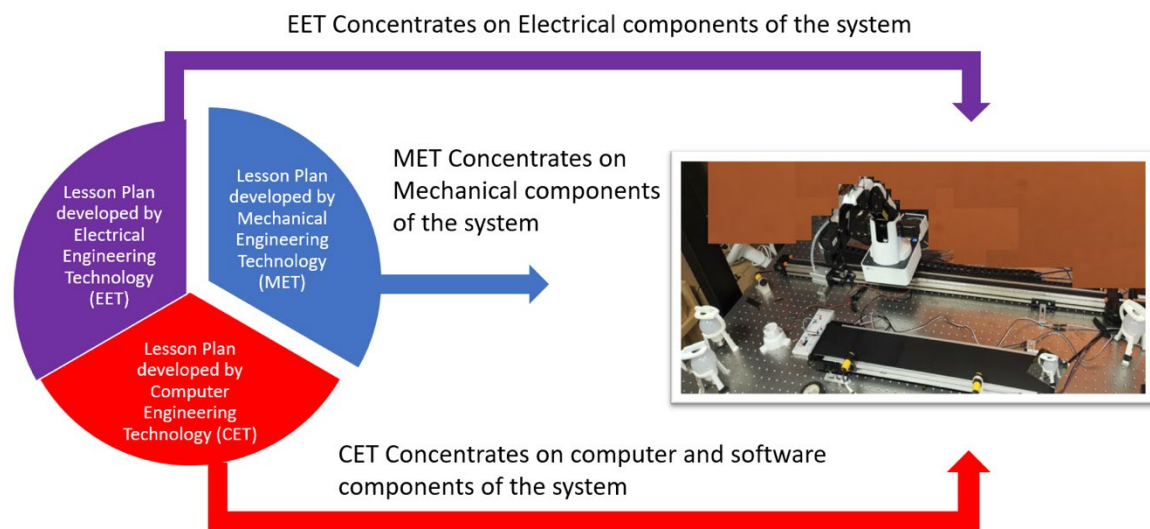 EET Concentrates on Electrical components of the system
Lesson Plan
developed by
Electrical
Engineering
Technology
(EET)
Lesson Plan
developed by
Mechanical
Engineering
Technology
(MET)
MET Concentrates on
Mechanical components
of the system
Lesson Plan
developed by
Computer
Engineering
Technology (CET)
CET Concentrates on computer and software
components of the system